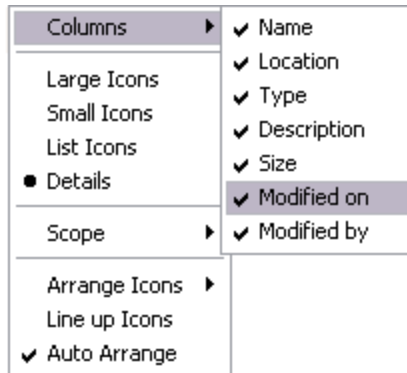 Columns
Large Icons
Small Icons
List Icons
Details
Scope
Arrange Icons
Line up Icons
Auto Arrange
Name
Location
Type
Description
Size
Modified on
Modified by